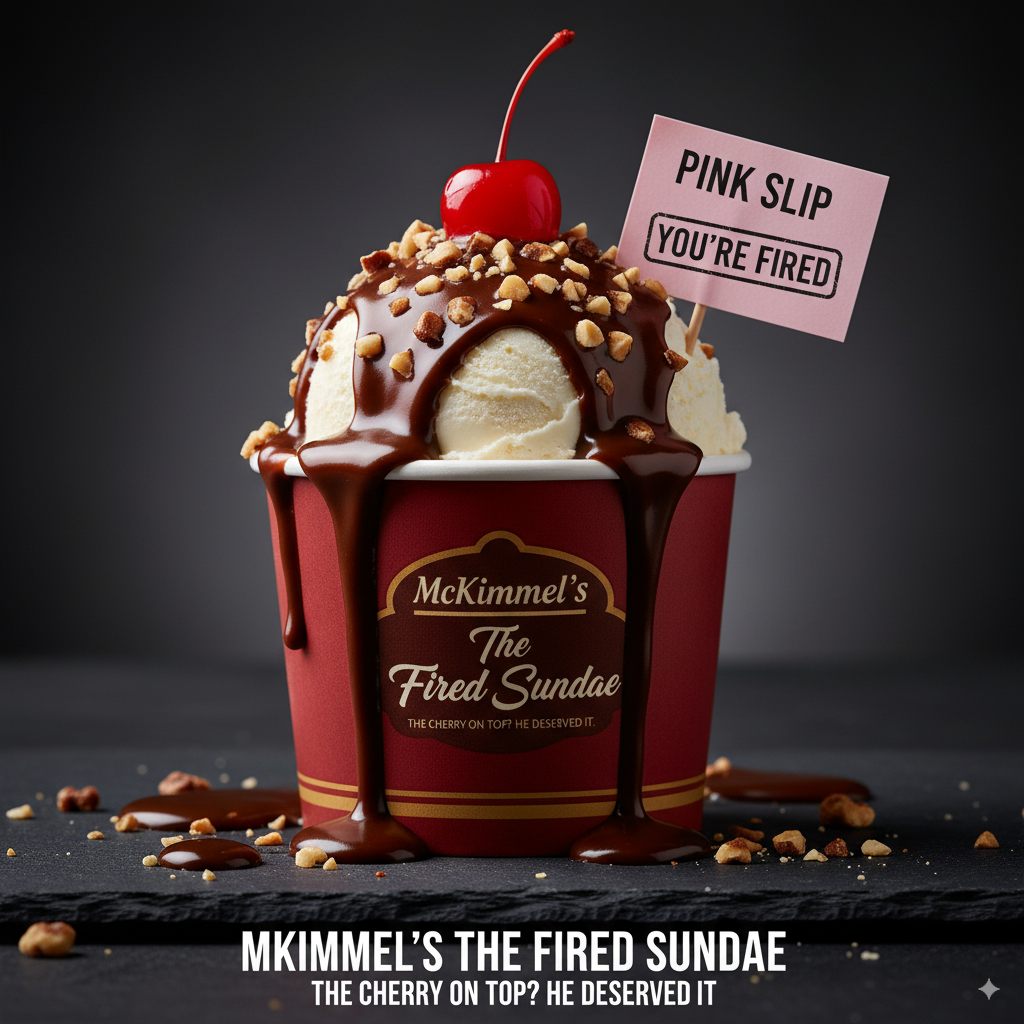 PINK SLIP
YOU'RE FIRED
McKimmel's
The
Fired Sundae
THE CHERRY ON TOP? HE DESERVED IT.
MKIMMEL'S THE FIRED SUNDAE
THE CHERRY ON TOP? HE DESERVED IT